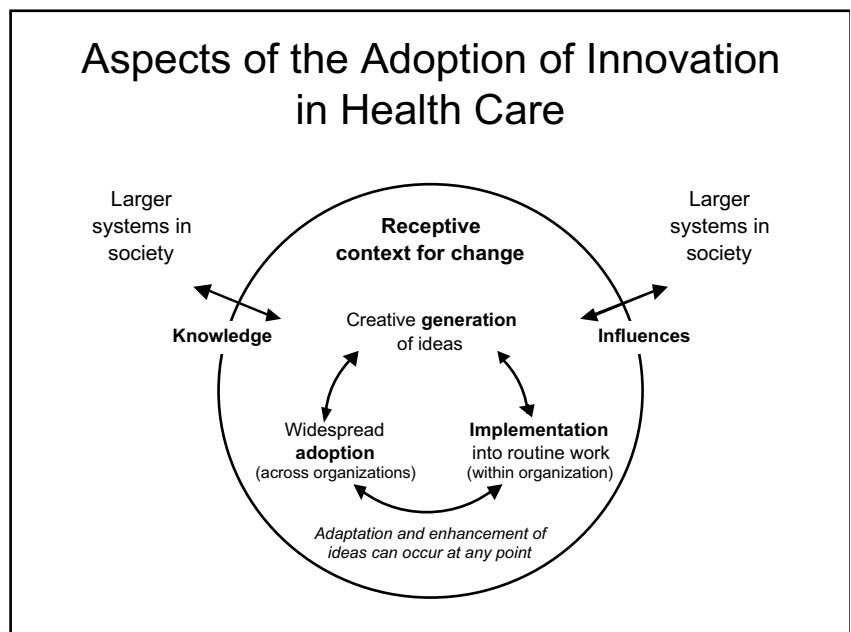 Aspects of the Adoption of Innovation
in Health Care
Larger
systems in
society
Larger
systems in
society
Receptive
context for change
Knowledge
Influences
Creative generation
of ideas
Widespread
adoption
(across organizations)
Implementation
into routine work
(within organization)
Adaptation and enhancement of
ideas can occur at any point